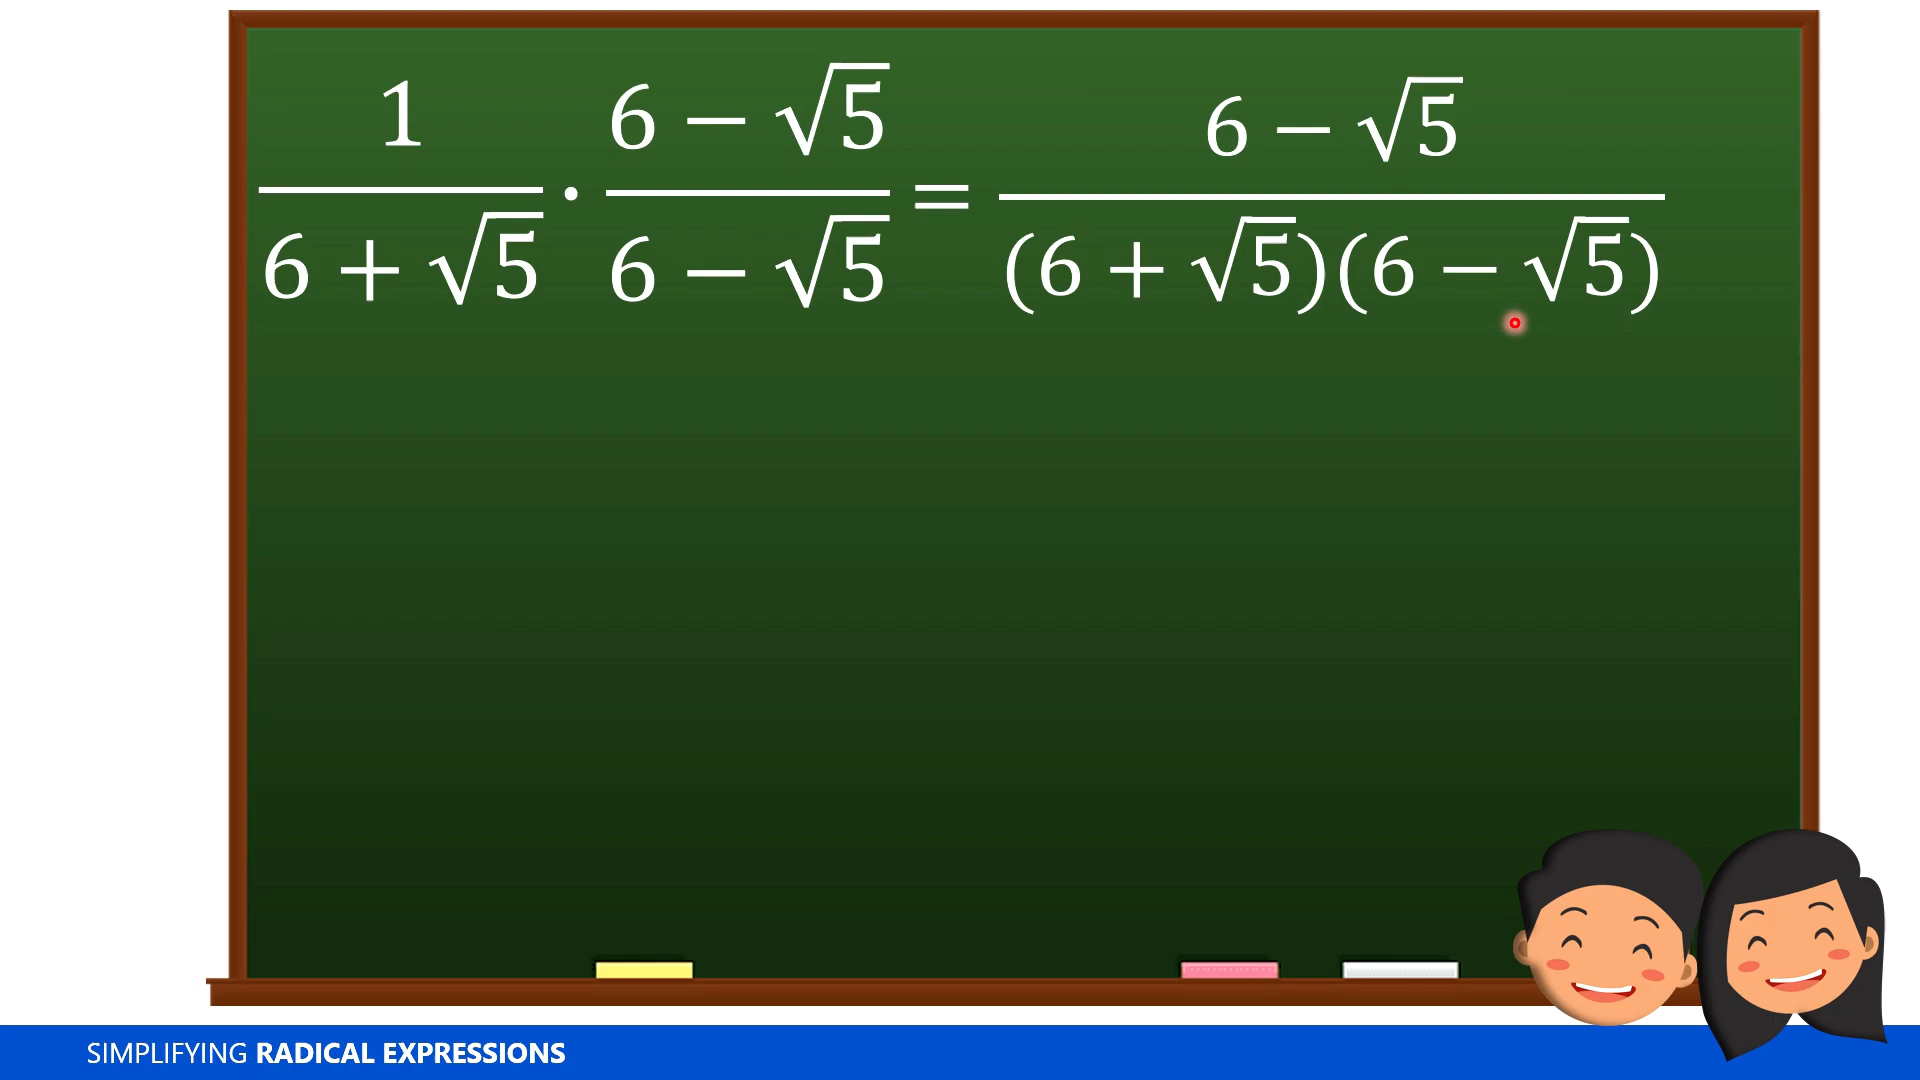 1/(6 + √5) · (6 − √5)/(6 − √5) = (6 − √5)/((6 + √5)(6 − √5))
SIMPLIFYING RADICAL EXPRESSIONS